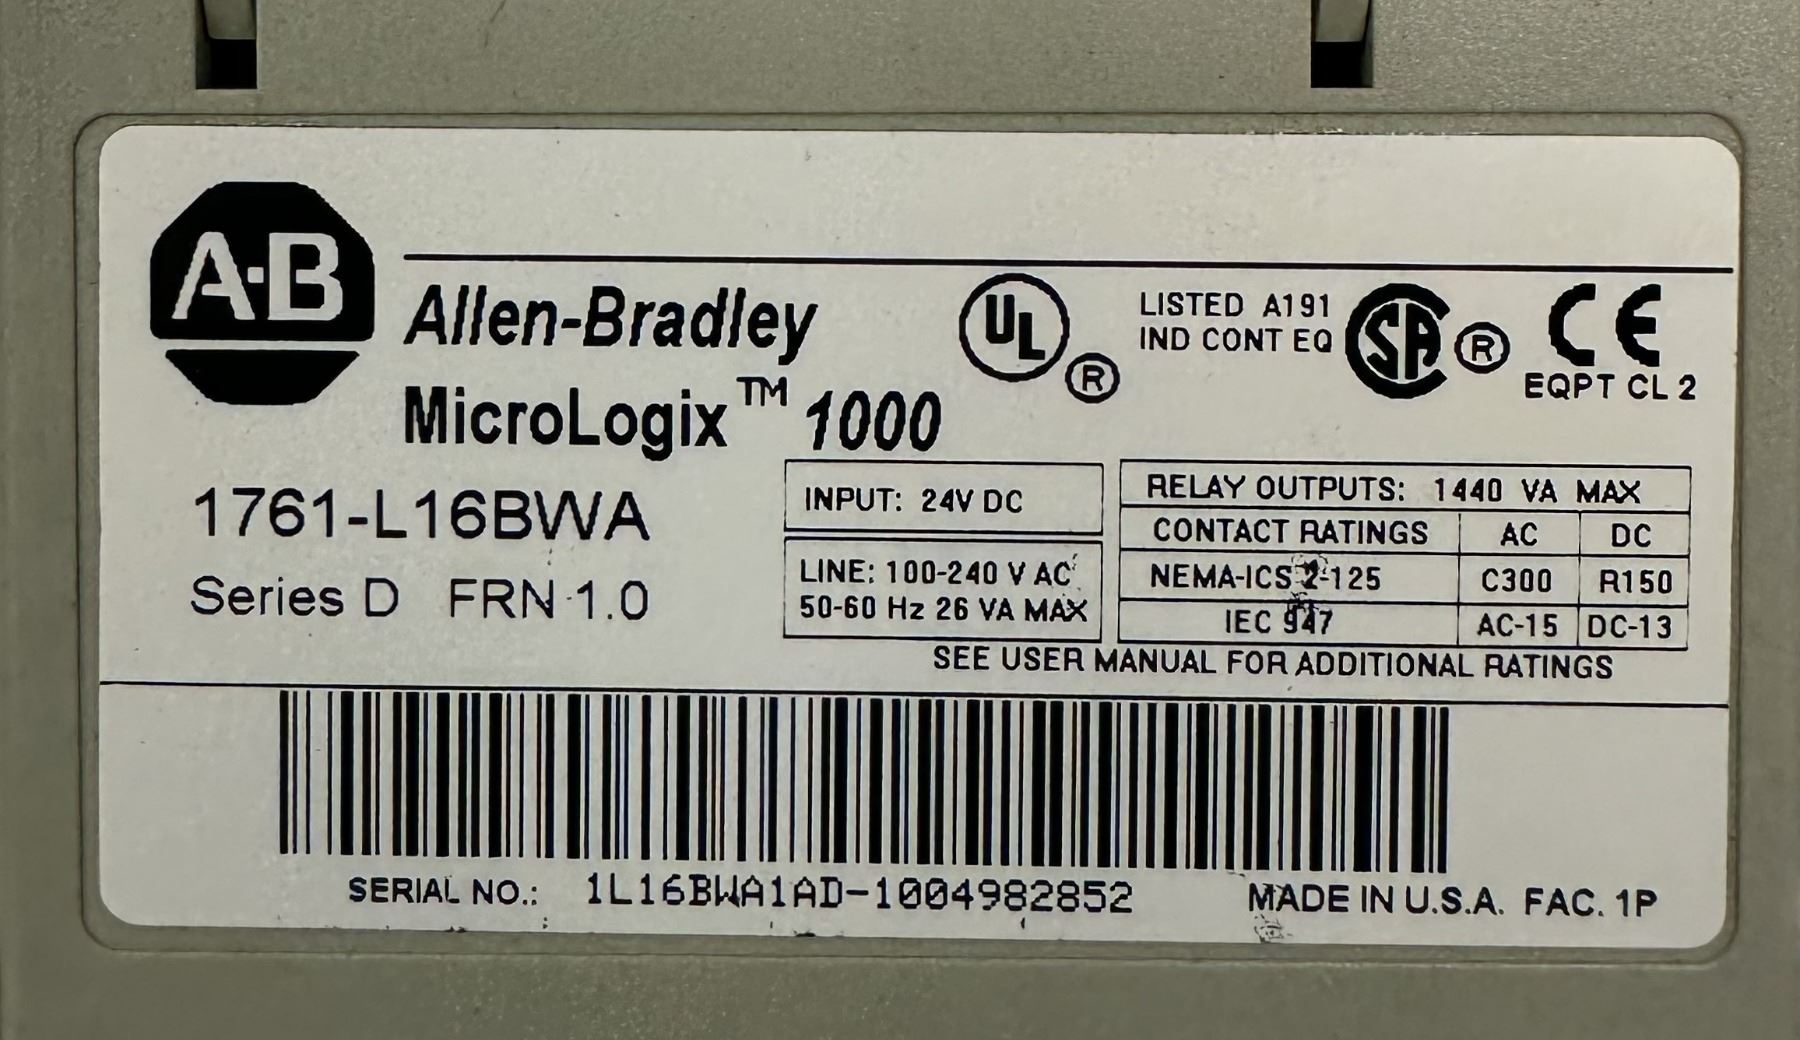 A-B
Allen-Bradley
MicroLogix™ 1000
UL ®
LISTED A191
IND CONT EQ
SA ®
CE
EQPT CL 2
1761-L16BWA
Series D FRN 1.0
INPUT: 24V DC
LINE: 100-240 V AC
50-60 Hz 26 VA MAX
RELAY OUTPUTS: 1440 VA MAX
CONTACT RATINGS AC DC
NEMA-ICS 2-125 C300 R150
IEC 947 AC-15 DC-13
SEE USER MANUAL FOR ADDITIONAL RATINGS
SERIAL NO.: 1L16BWA1AD-1004982852 MADE IN U.S.A. FAC. 1P